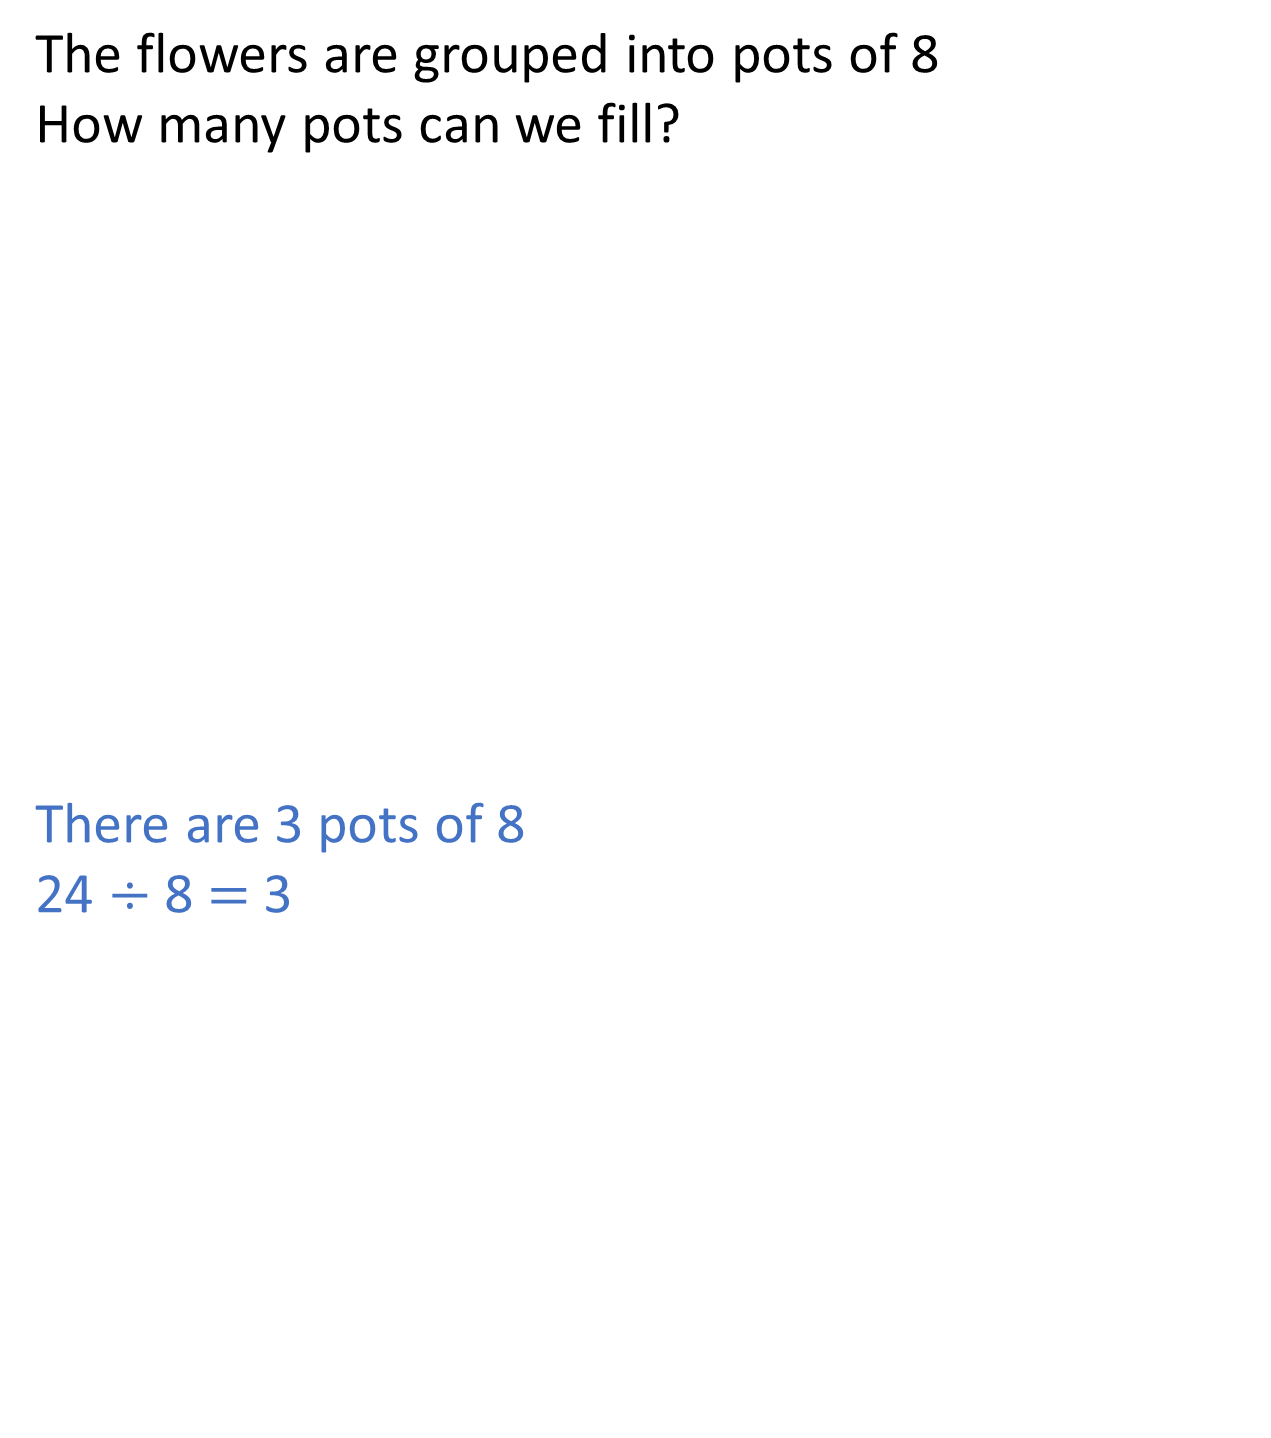 The flowers are grouped into pots of 8
How many pots can we fill?
There are 3 pots of 8
24 ÷ 8 = 3